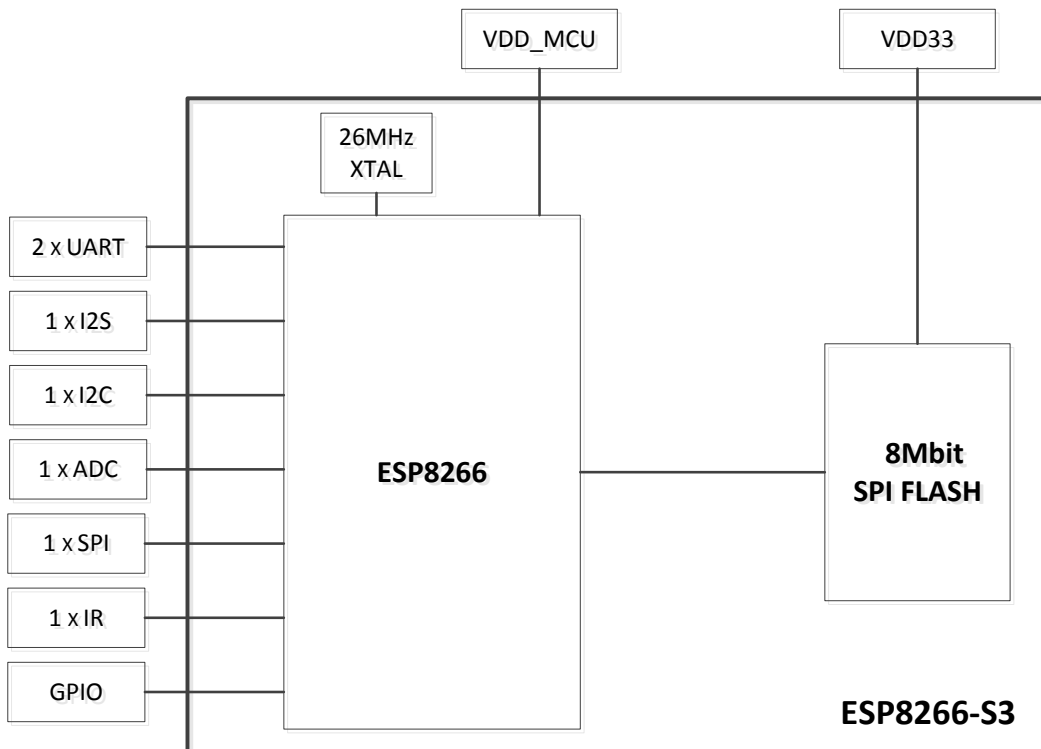 VDD_MCU
VDD33
26MHz
XTAL
2 x UART
1 x I2S
1 x I2C
1 x ADC
1 x SPI
1 x IR
GPIO
ESP8266
8Mbit
SPI FLASH
ESP8266-S3